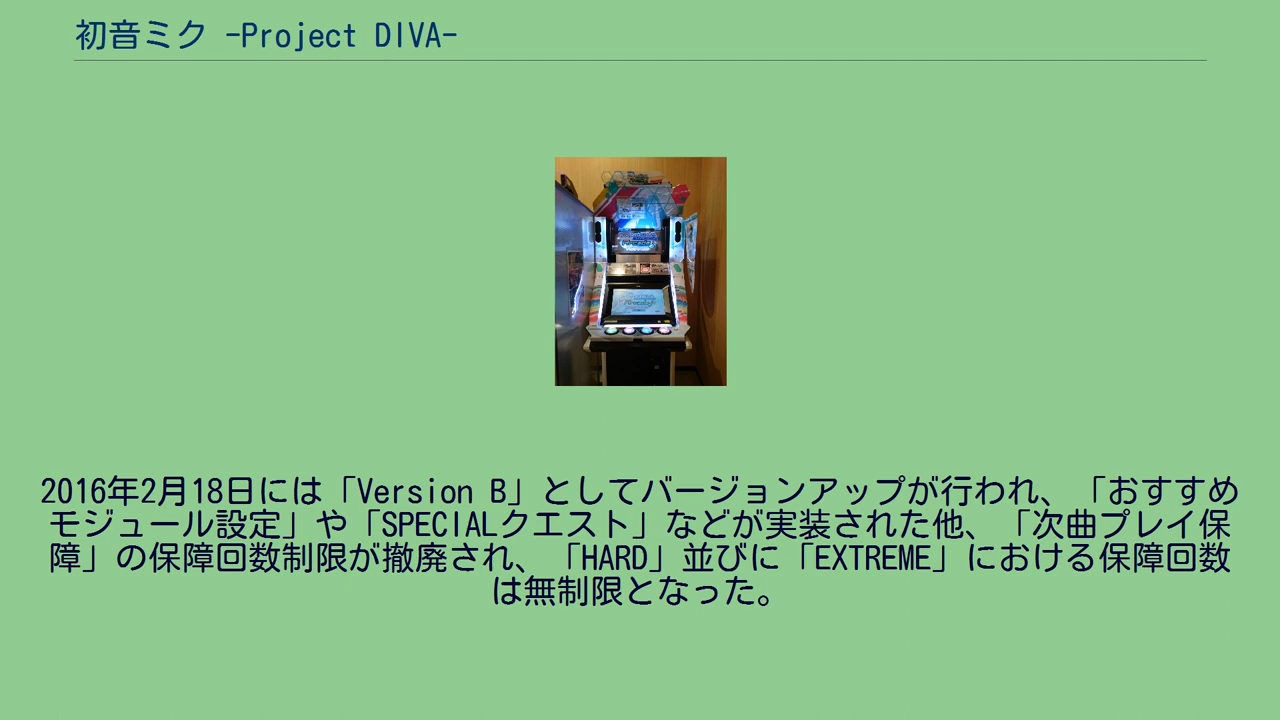 初音ミク -Project DIVA-
2016年2月18日には「Version B」としてバージョンアップが行われ、「おすすめ
モジュール設定」や「SPECIALクエスト」などが実装された他、「次曲プレイ保
障」の保障回数制限が撤廃され、「HARD」並びに「EXTREME」における保障回数
は無制限となった。